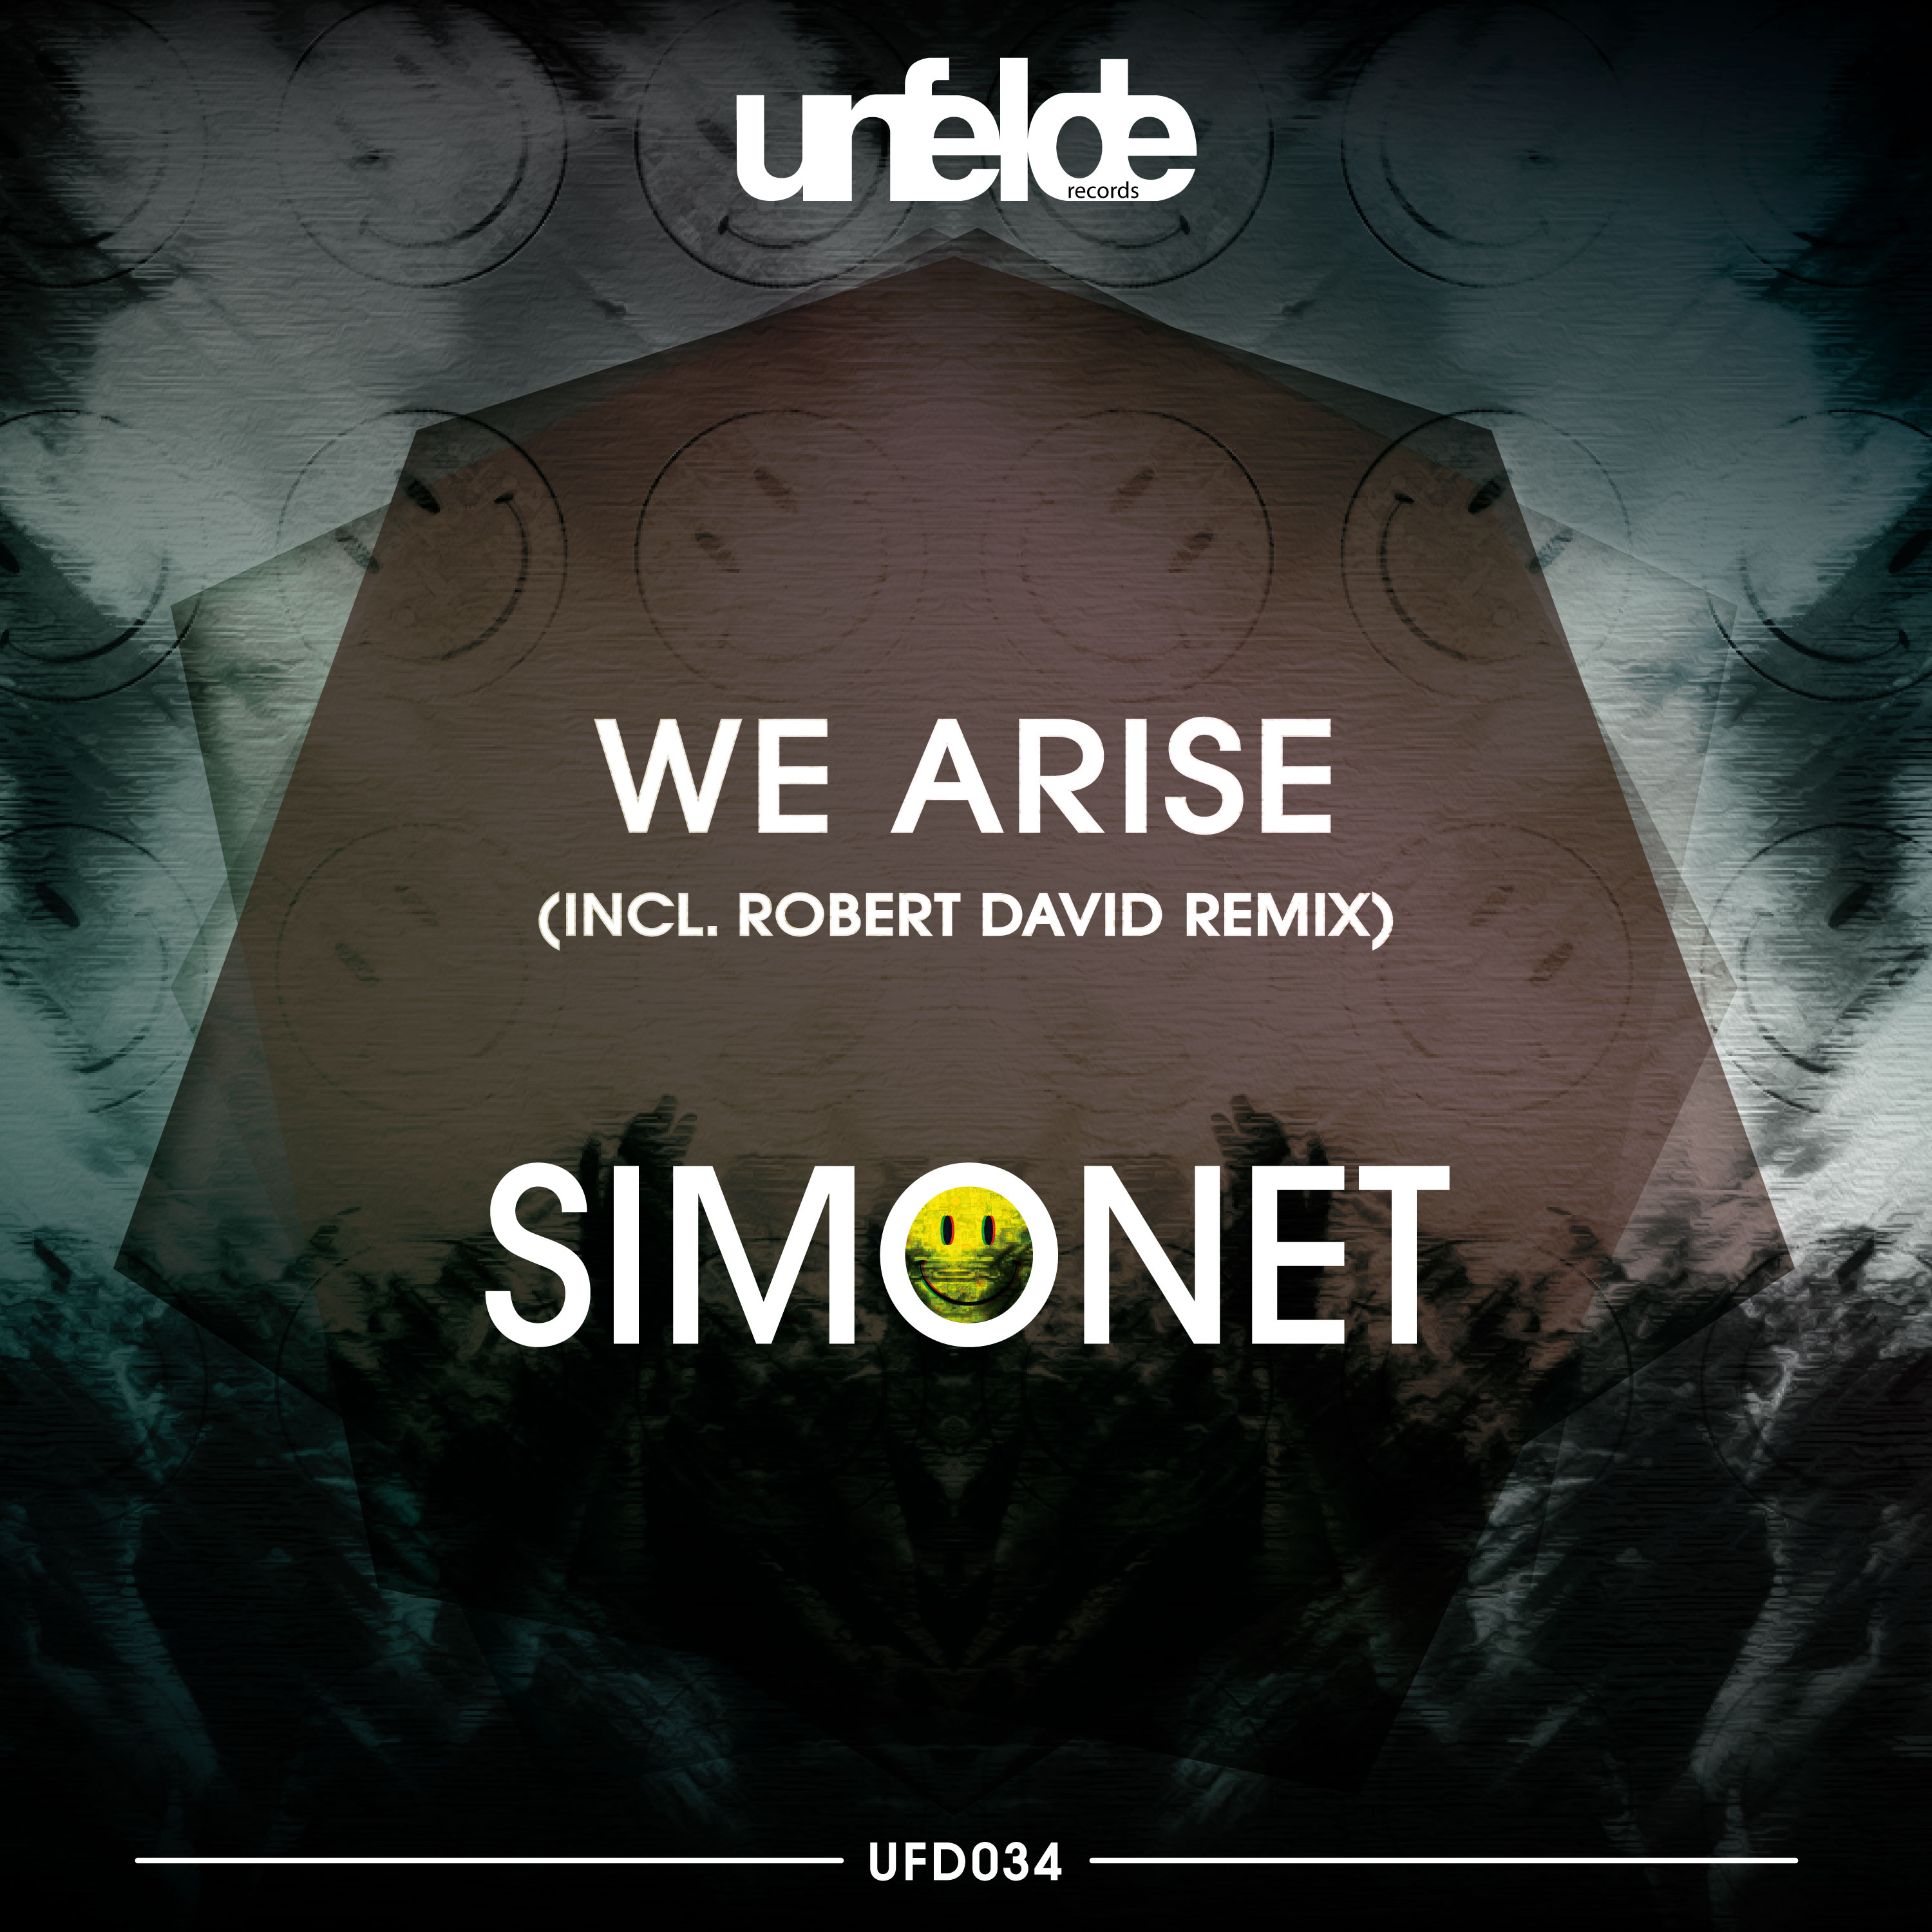 unfelde
records
WE ARISE
(INCL. ROBERT DAVID REMIX)
SIMONET
UFD034